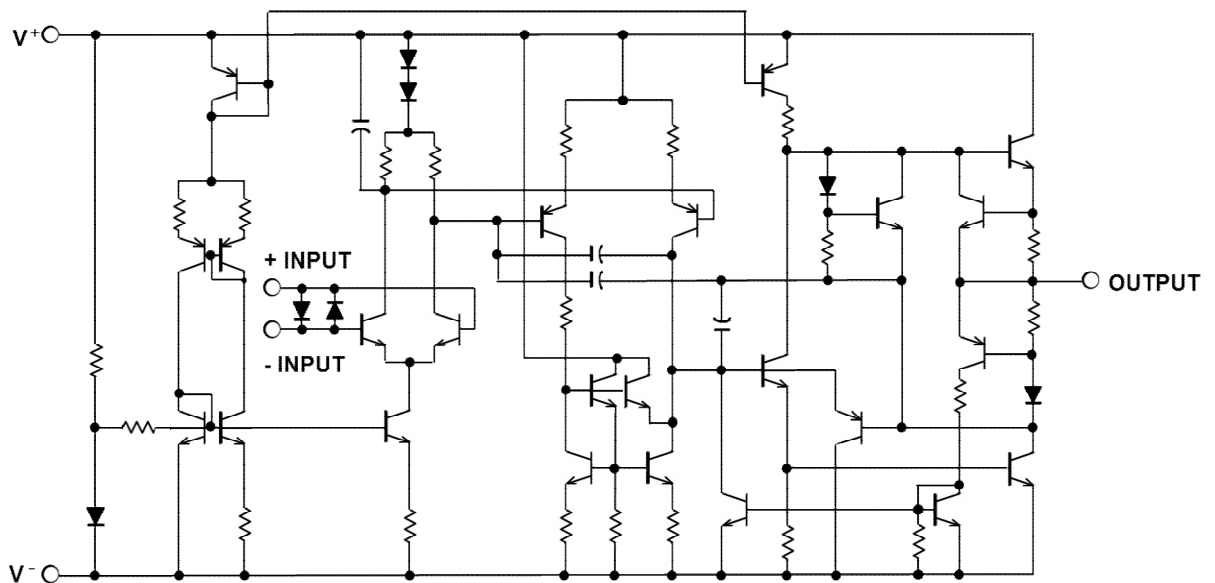 V+
+ INPUT
- INPUT
OUTPUT
V-